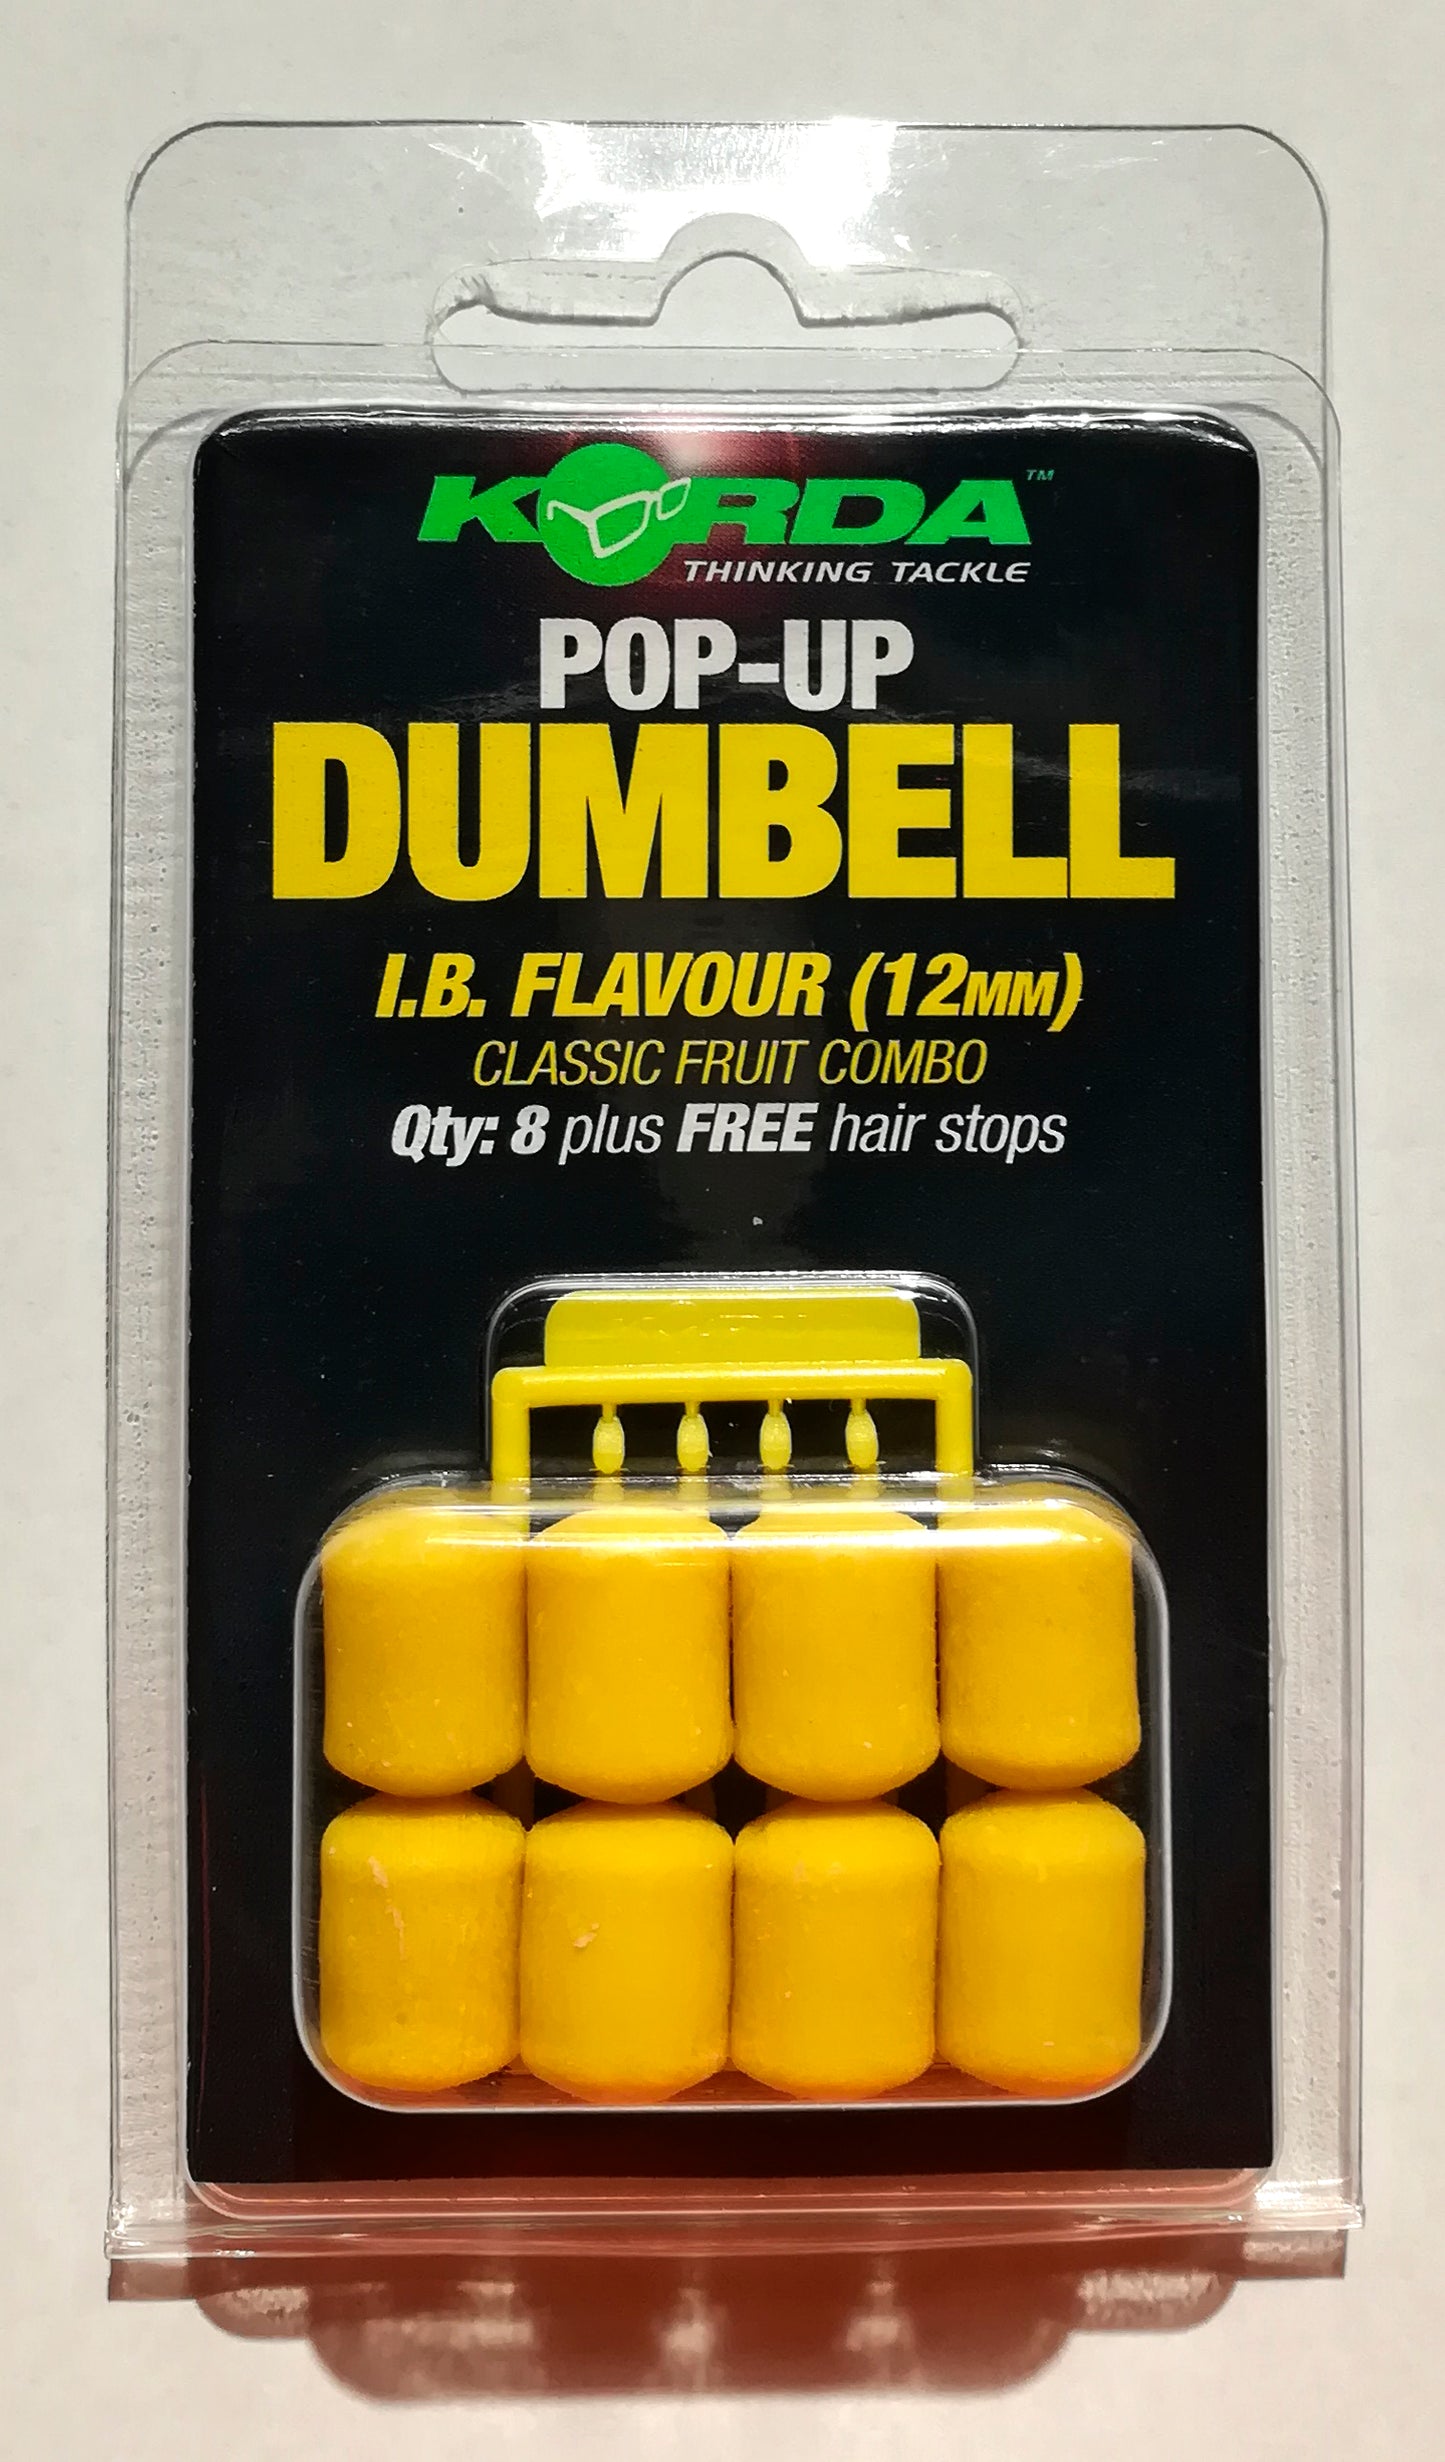 KORDA™
THINKING TACKLE
POP-UP
DUMBELL
I.B. FLAVOUR (12MM)
CLASSIC FRUIT COMBO
Qty: 8 plus FREE hair stops